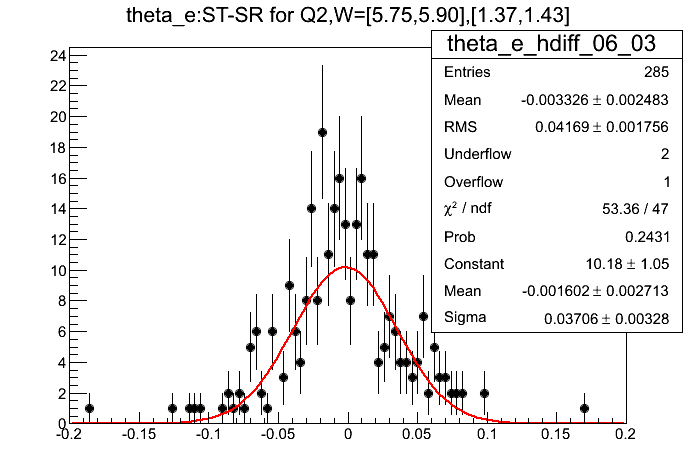 theta_e:ST-SR for Q2,W=[5.75,5.90],[1.37,1.43]
theta_e_hdiff_06_03
Entries 285
Mean -0.003326 ± 0.002483
RMS 0.04169 ± 0.001756
Underflow 2
Overflow 1
χ² / ndf 53.36 / 47
Prob 0.2431
Constant 10.18 ± 1.05
Mean -0.001602 ± 0.002713
Sigma 0.03706 ± 0.00328
24
22
20
18
16
14
12
10
8
6
4
2
0
-0.2 -0.15 -0.1 -0.05 0 0.05 0.1 0.15 0.2